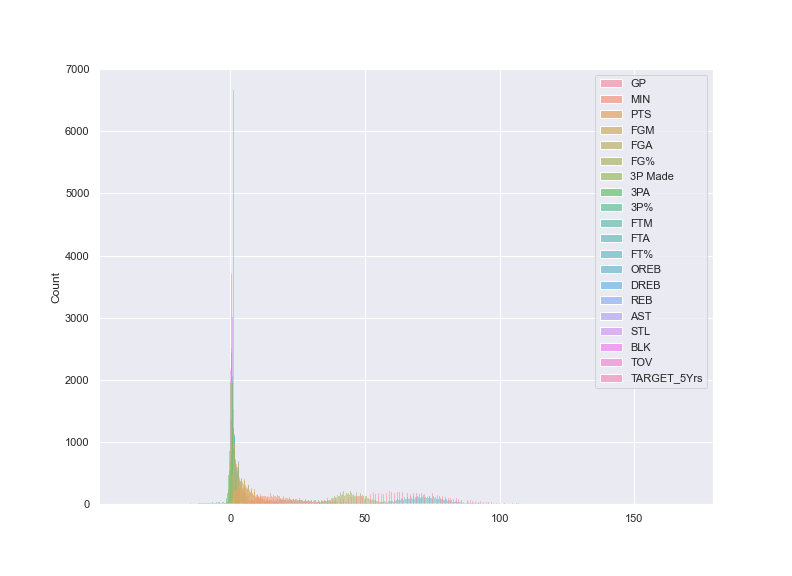 7000
6000
5000
4000
3000
2000
1000
0
Count
0
50
100
150
GP
MIN
PTS
FGM
FGA
FG%
3P Made
3PA
3P%
FTM
FTA
FT%
OREB
DREB
REB
AST
STL
BLK
TOV
TARGET_5Yrs